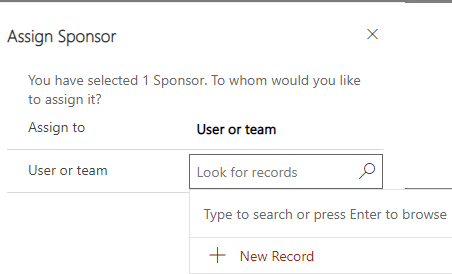 Assign Sponsor
You have selected 1 Sponsor. To whom would you like
to assign it?
Assign to
User or team
User or team
Look for records
Type to search or press Enter to browse
New Record